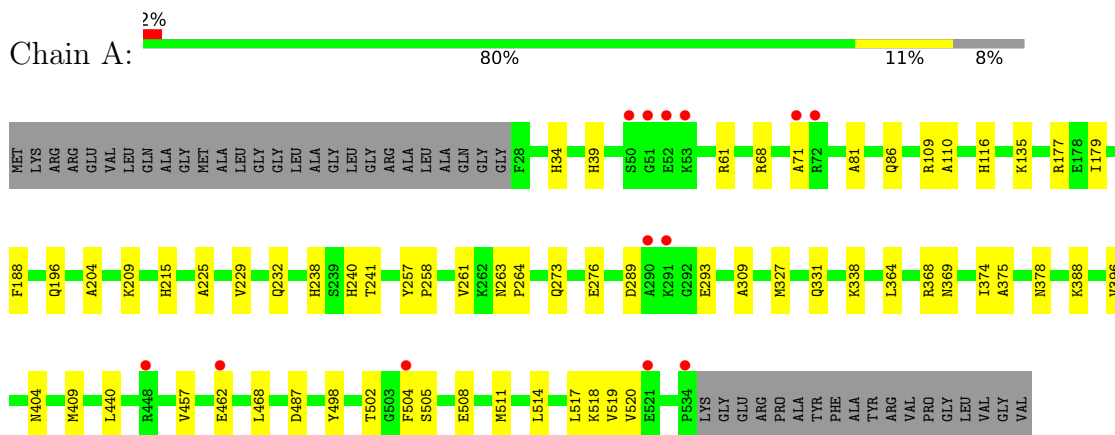 2%
Chain A:
80% 11% 8%
MET LYS ARG ARG GLU VAL LEU GLN ALA GLY MET ALA LEU GLY GLY LEU ALA GLY LEU GLY ARG ALA LEU ALA GLN GLY GLY F28 H34 H39 S50 G51 E52 K53 R61 R68 A71 R72 A81 Q86 R109 A110 H116 K135 R177 E178 I179
F188 Q196 A204 K209 H215 A225 V229 Q232 H238 S239 H240 T241 Y257 P258 V261 K262 N263 P264 Q273 E276 D289 A290 K291 G292 E293 A309 M327 Q331 K338 L364 R368 N369 I374 A375 N378 K388 V396
N404 M409 L440 R448 V457 E462 L468 D487 Y498 T502 G503 F504 S505 E508 M511 L514 L517 K518 V519 V520 E521 P534 LYS GLY GLU ARG PRO ALA TYR PHE ALA TYR ARG VAL PRO GLY LEU VAL GLY VAL